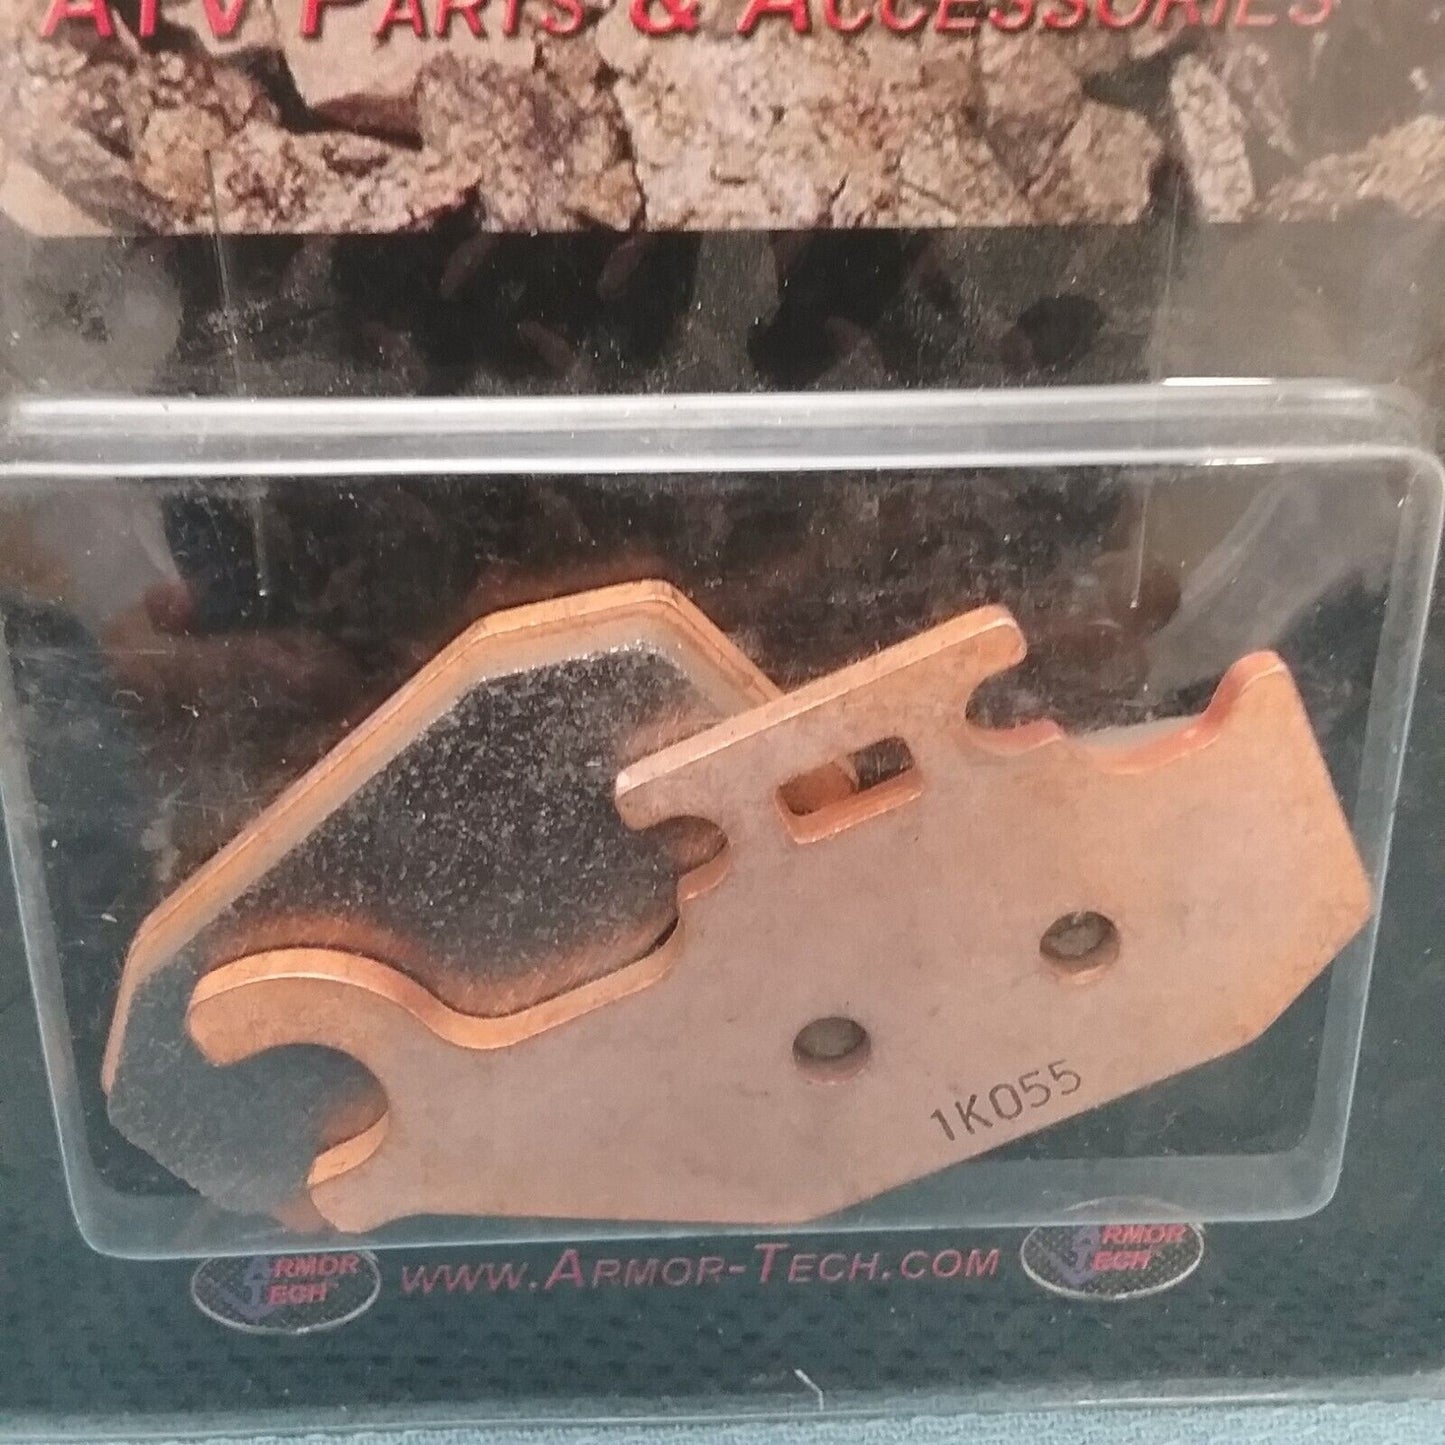 ATV PARTS & ACCESSORIES
1K055
ARMOR
TECH
WWW.ARMOR-TECH.COM
ARMOR
TECH